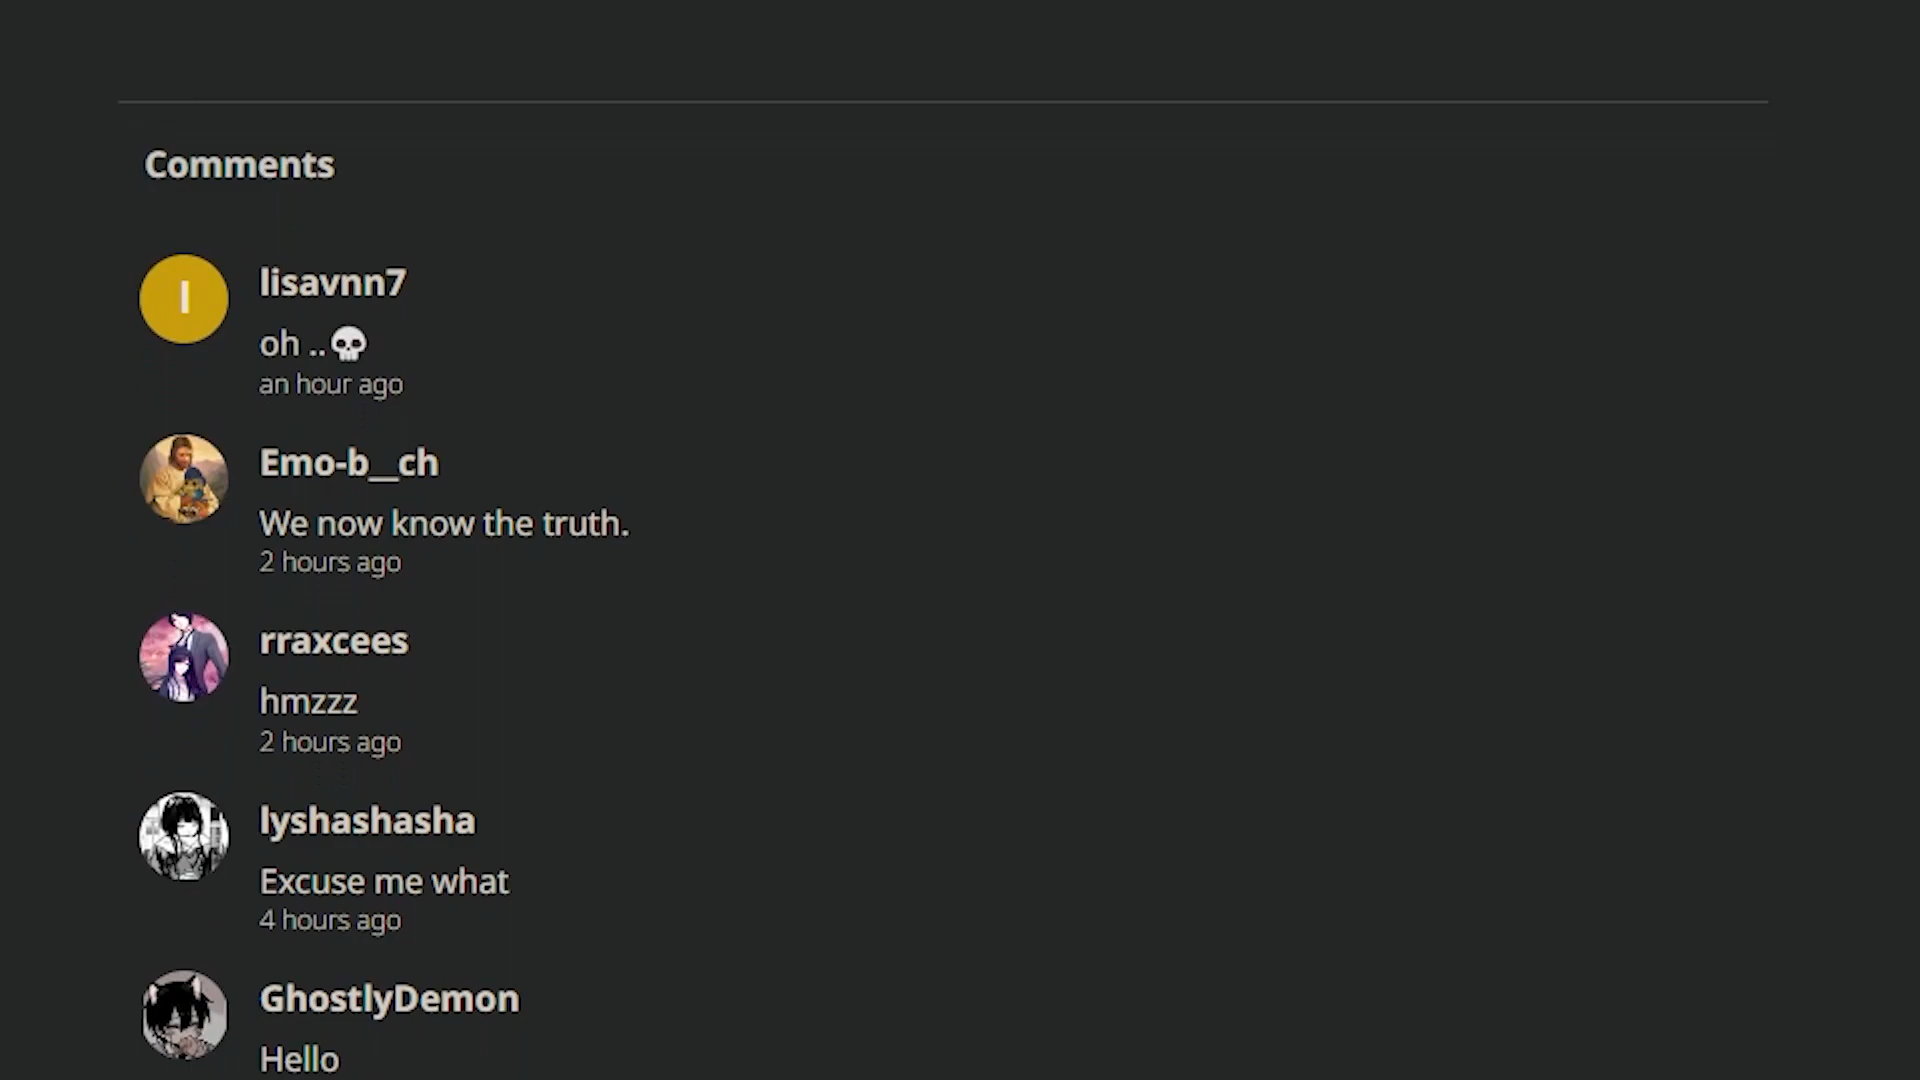 Comments
l
lisavnn7
oh ..💀
an hour ago
Emo-b__ch
We now know the truth.
2 hours ago
rraxcees
hmzzz
2 hours ago
lyshashasha
Excuse me what
4 hours ago
GhostlyDemon
Hello